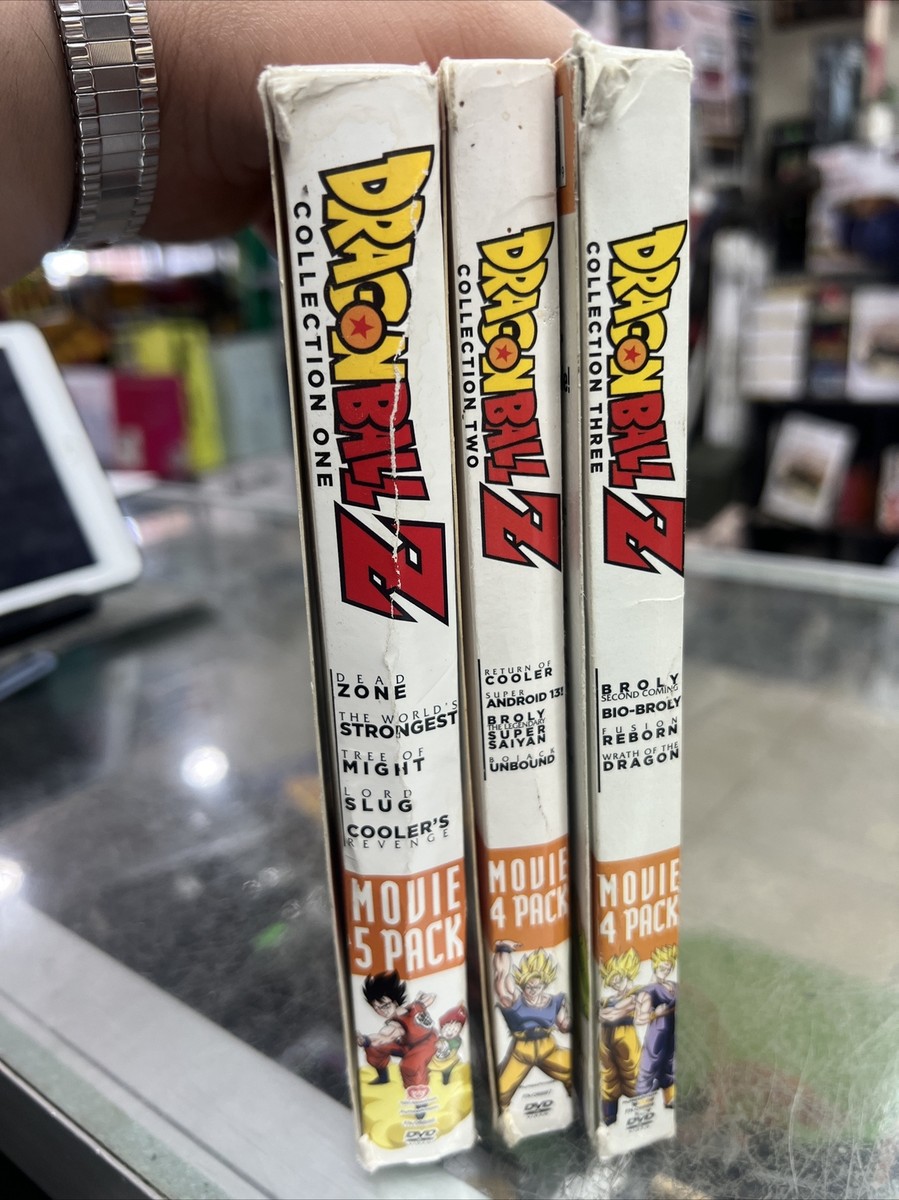 DRAGON BALL Z
COLLECTION ONE
DEAD
ZONE
THE WORLD'S
STRONGEST
TREE OF
MIGHT
LORD
SLUG
COOLER'S
REVENGE
MOVIE
5 PACK
DVD
DRAGON BALL Z
COLLECTION TWO
RETURN OF
COOLER
SUPER
ANDROID 13!
BROLY
THE LEGENDARY
SUPER
SAIYAN
BOJACK
UNBOUND
MOVIE
4 PACK
DVD
DRAGON BALL Z
COLLECTION THREE
BROLY
SECOND COMING
BIO-BROLY
FUSION
REBORN
WRATH OF THE
DRAGON
MOVIE
4 PACK
DVD